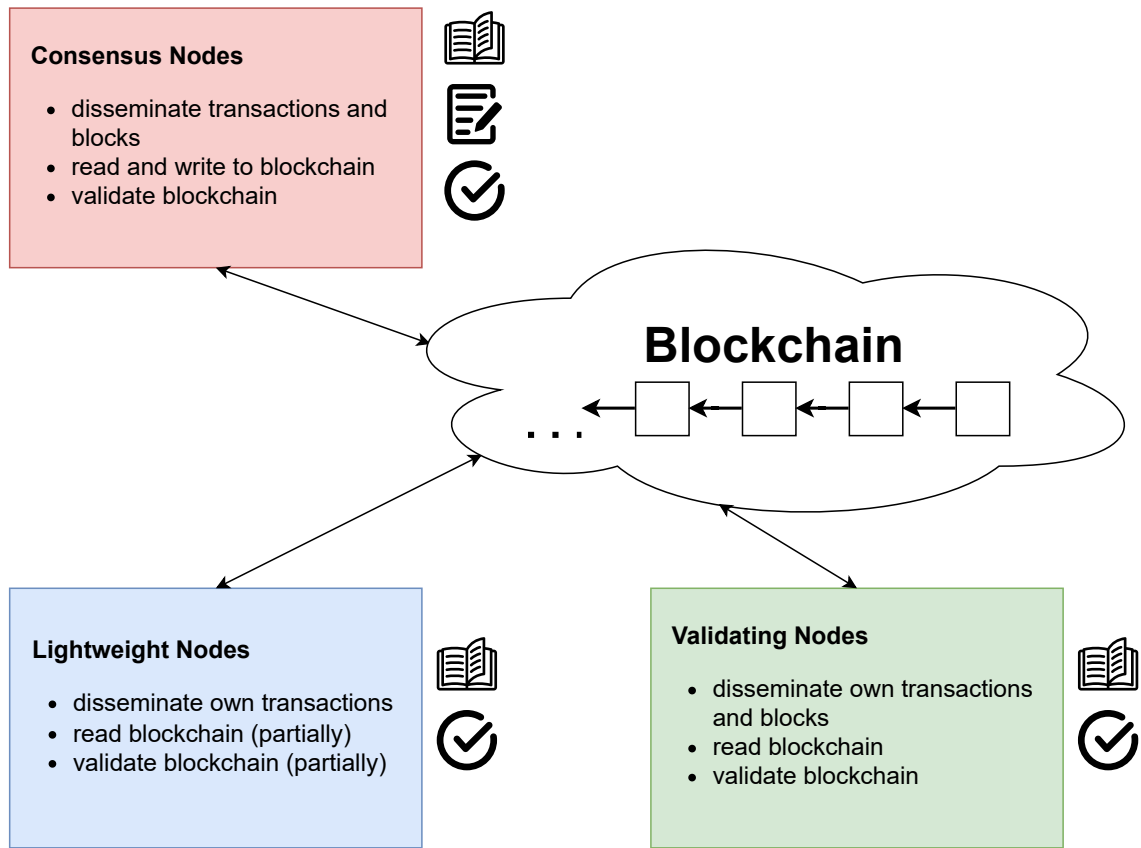 Consensus Nodes
• disseminate transactions and
blocks
• read and write to blockchain
• validate blockchain
Blockchain
. . .
Lightweight Nodes
• disseminate own transactions
• read blockchain (partially)
• validate blockchain (partially)
Validating Nodes
• disseminate own transactions
and blocks
• read blockchain
• validate blockchain